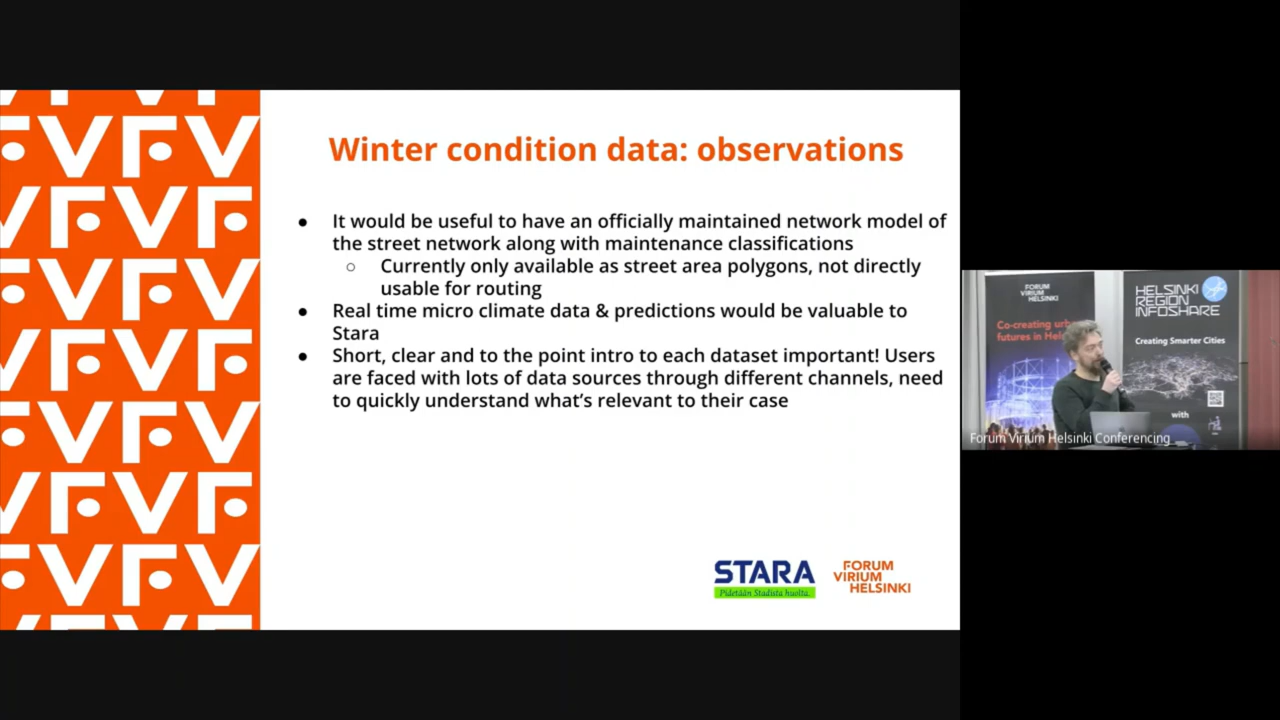 Winter condition data: observations
● It would be useful to have an officially maintained network model of
the street network along with maintenance classifications
○ Currently only available as street area polygons, not directly
usable for routing
● Real time micro climate data & predictions would be valuable to
Stara
● Short, clear and to the point intro to each dataset important! Users
are faced with lots of data sources through different channels, need
to quickly understand what's relevant to their case
STARA
Pidetään Stadista huolta.
FORUM
VIRIUM
HELSINKI
FORUM
VIRIUM
HELSINKI
Co-creating
futures in
HELSINKI
REGION
INFOSHARE
Creating Smarter Cities
with
Forum Virium Helsinki Conferencing